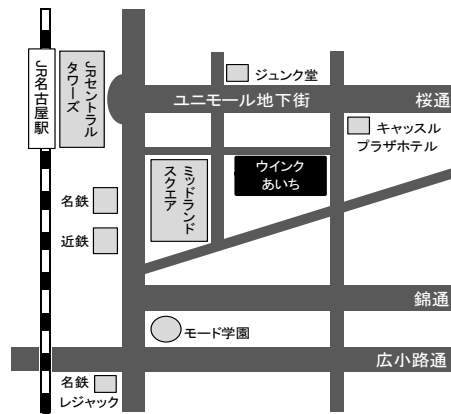 JR名古屋駅
JRセントラル
タワーズ
ジュンク堂
ユニモール地下街
桜通
キャッスル
プラザホテル
ミッドランド
スクエア
ウインク
あいち
名鉄
近鉄
錦通
モード学園
広小路通
名鉄
レジャック